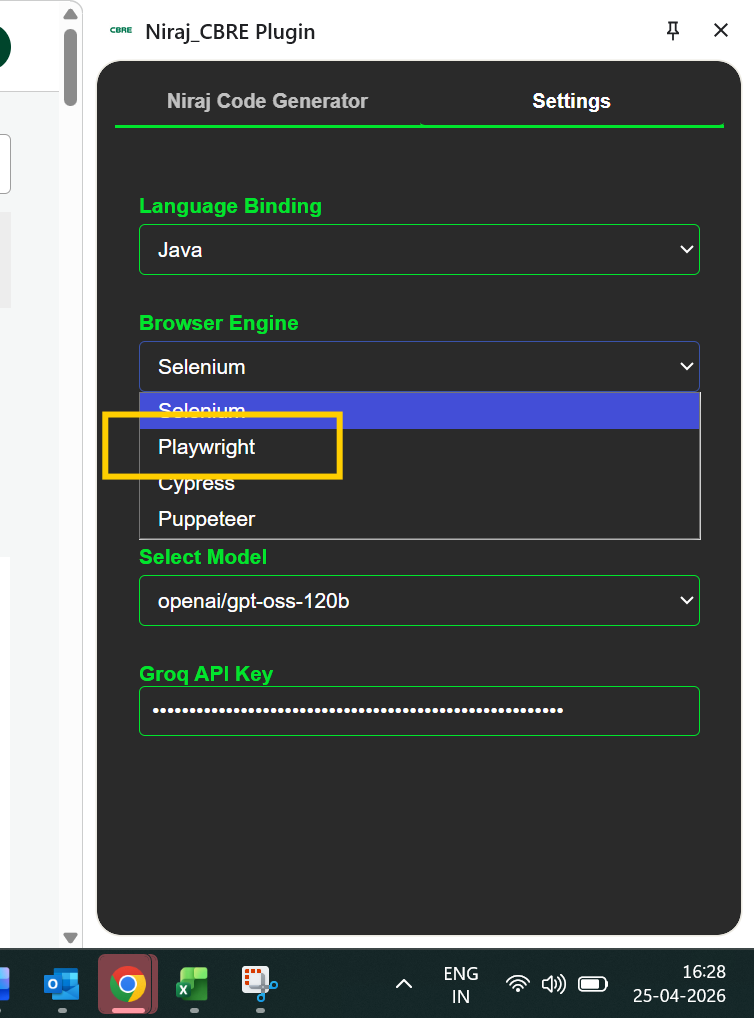 CBRE Niraj_CBRE Plugin
Niraj Code Generator Settings
Language Binding
Java
Browser Engine
Selenium
Selenium
Playwright
Cypress
Puppeteer
Select Model
openai/gpt-oss-120b
Groq API Key
ENG 16:28
IN 25-04-2026